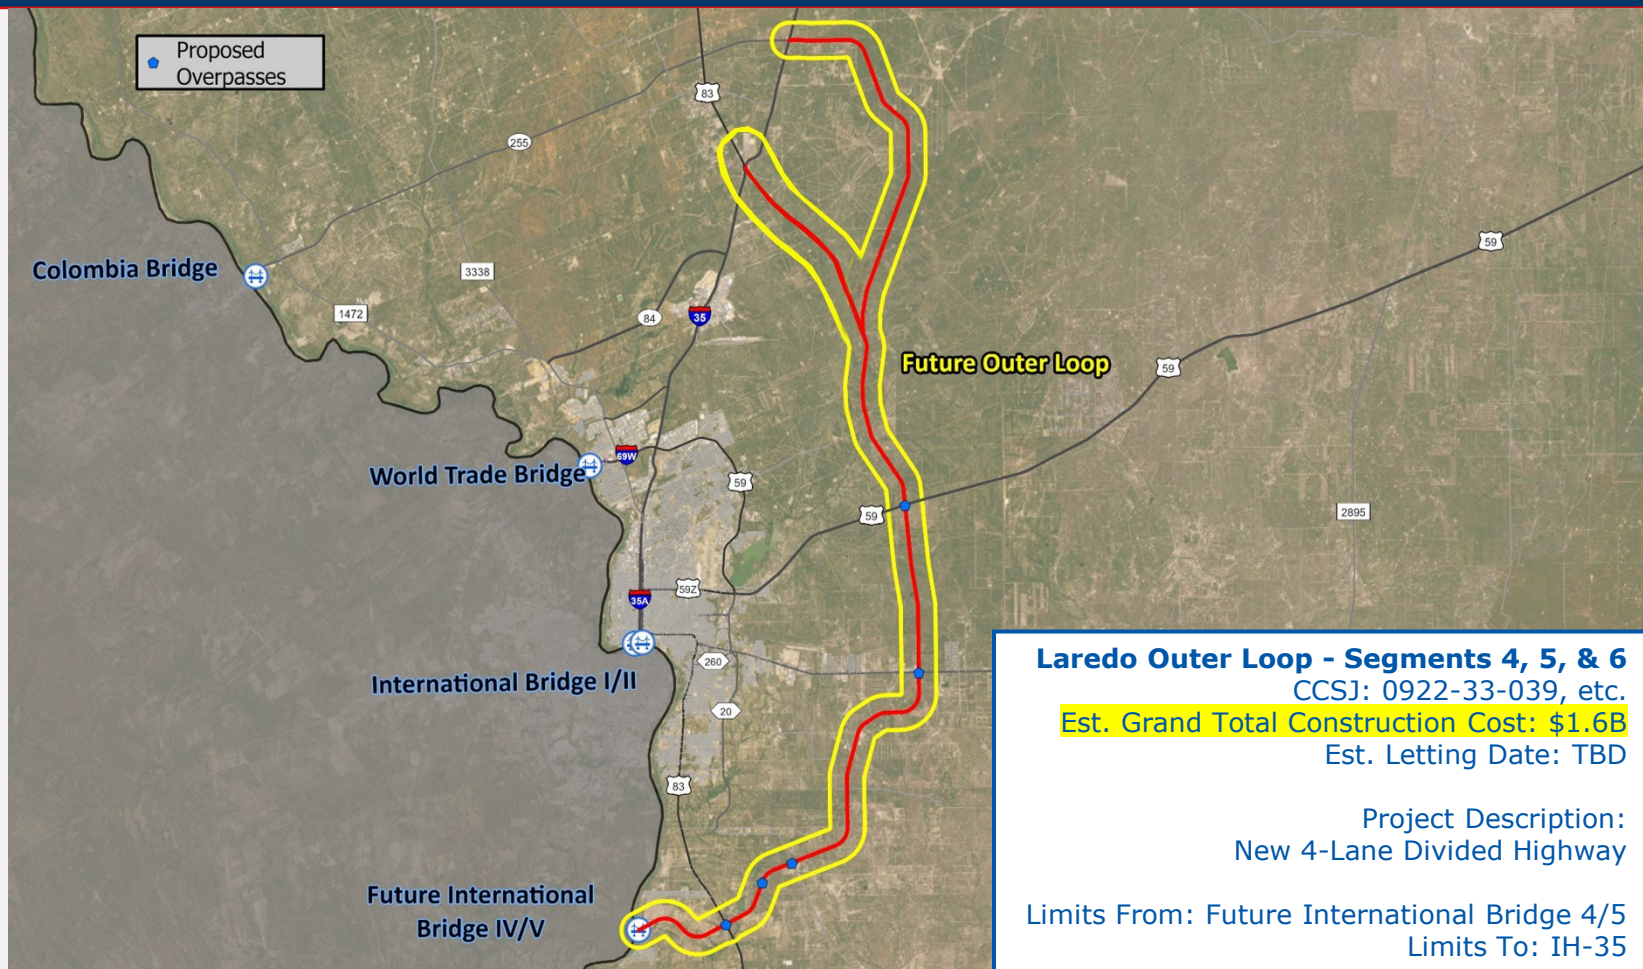 Proposed
Overpasses
83
255
Colombia Bridge
3338
1472
84
35
59
59
Future Outer Loop
69W
World Trade Bridge
59
59
2895
59Z
35A
260
International Bridge I/II
20
83
Future International
Bridge IV/V
Laredo Outer Loop - Segments 4, 5, & 6
CCSJ: 0922-33-039, etc.
Est. Grand Total Construction Cost: $1.6B
Est. Letting Date: TBD
Project Description:
New 4-Lane Divided Highway
Limits From: Future International Bridge 4/5
Limits To: IH-35